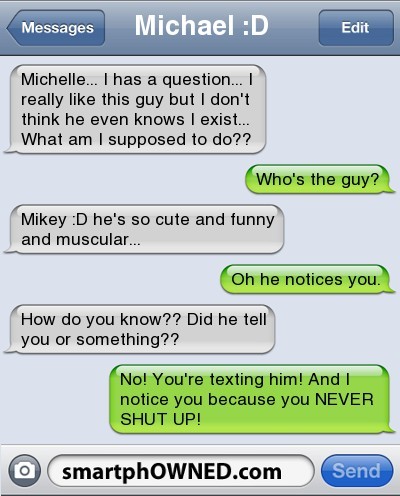 Messages
Michael :D
Edit
Michelle... I has a question... I
really like this guy but I don't
think he even knows I exist...
What am I supposed to do??
Who's the guy?
Mikey :D he's so cute and funny
and muscular...
Oh he notices you.
How do you know?? Did he tell
you or something??
No! You're texting him! And I
notice you because you NEVER
SHUT UP!
smartphOWNED.com
Send